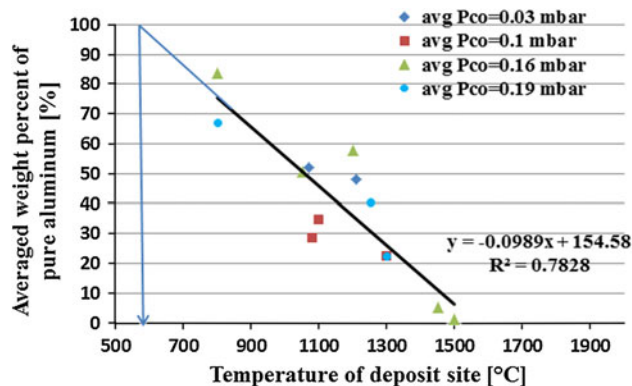 avg Pco=0.03 mbar
avg Pco=0.1 mbar
avg Pco=0.16 mbar
avg Pco=0.19 mbar
Averaged weight percent of
pure aluminum [%]
100
90
80
70
60
50
40
30
20
10
0
y = -0.0989x + 154.58
R² = 0.7828
500 700 900 1100 1300 1500 1700 1900
Temperature of deposit site [°C]